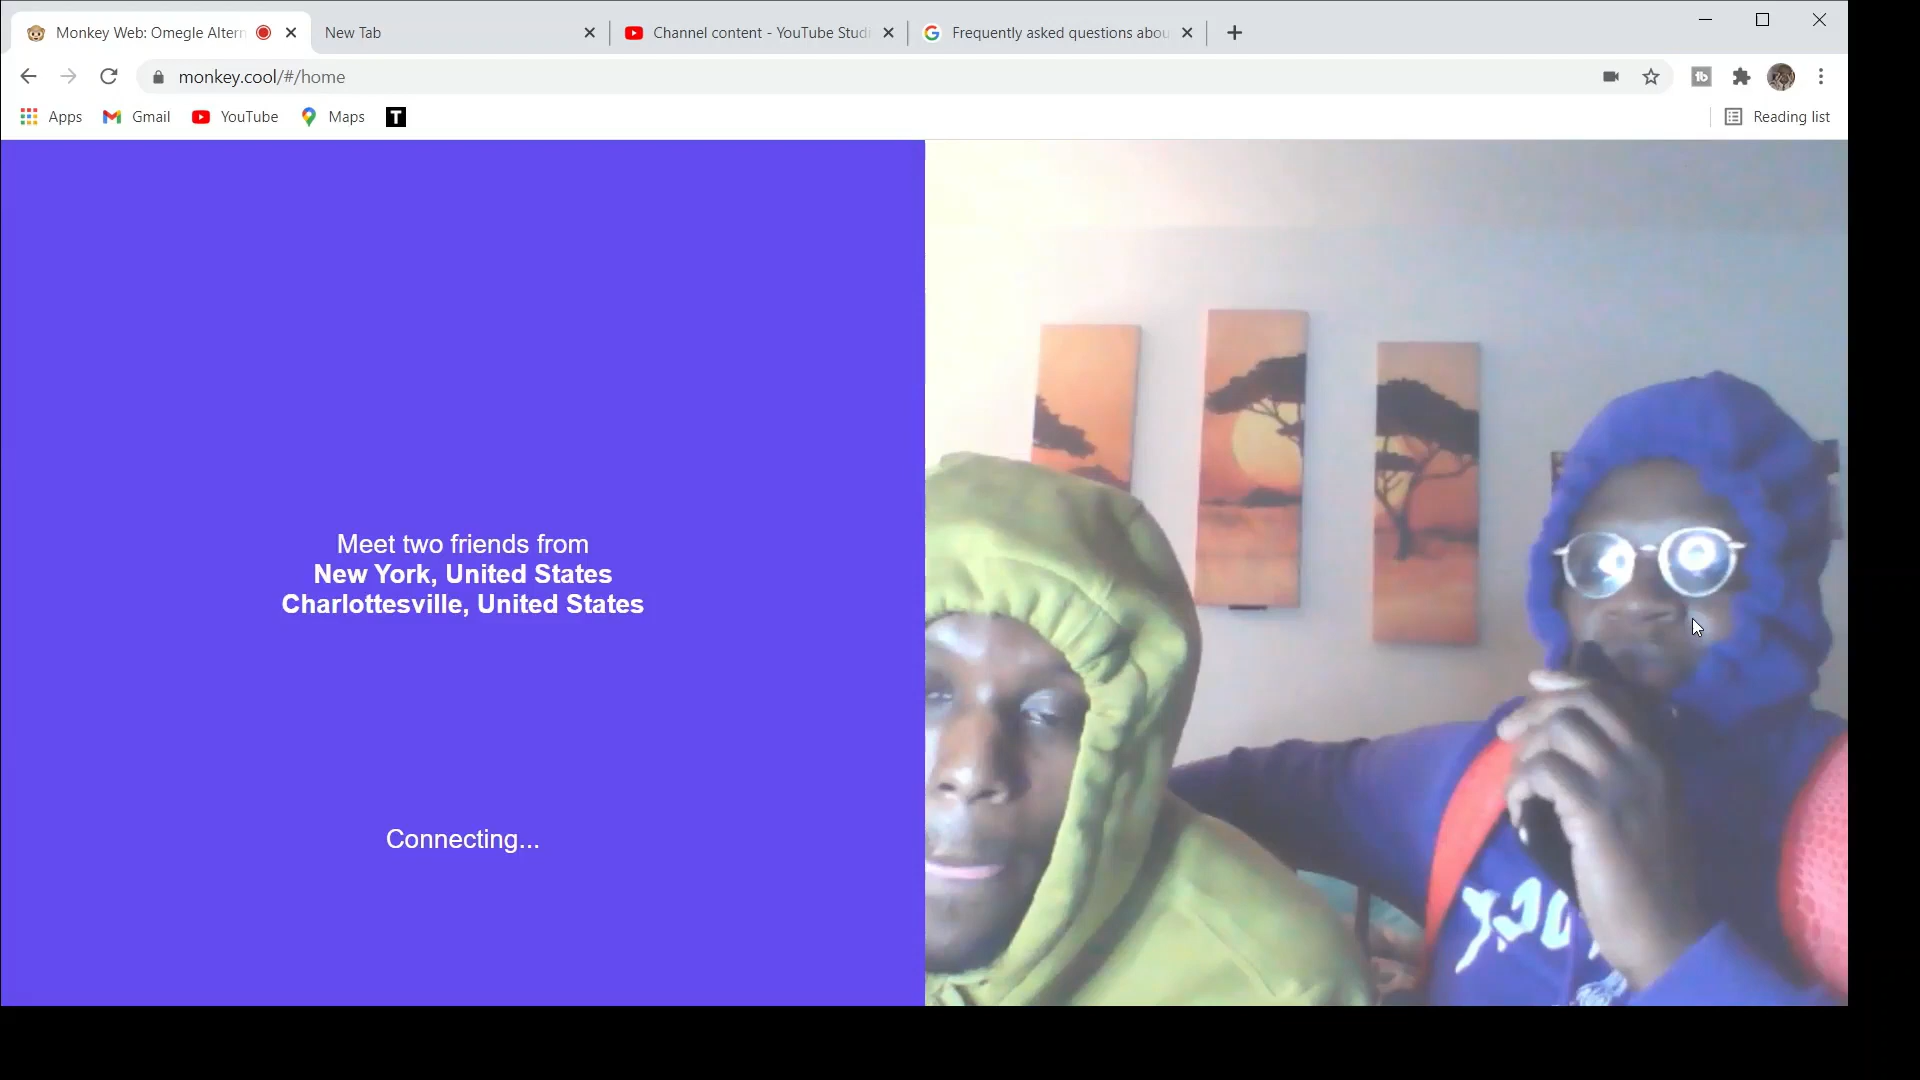 Monkey Web: Omegle Altern
New Tab
Channel content - YouTube Studi
Frequently asked questions abou
monkey.cool/#/home
tb
Apps
Gmail
YouTube
Maps
T
Reading list
Meet two friends from
New York, United States
Charlottesville, United States
Connecting...